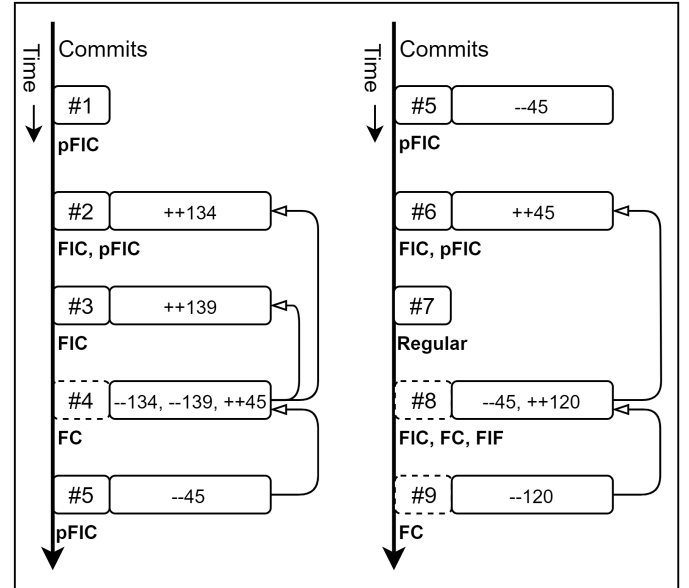 Time
Commits
#1
pFIC
#2 ++134
FIC, pFIC
#3 ++139
FIC
#4 --134, --139, ++45
FC
#5 --45
pFIC
Time
Commits
#5 --45
pFIC
#6 ++45
FIC, pFIC
#7
Regular
#8 --45, ++120
FIC, FC, FIF
#9 --120
FC